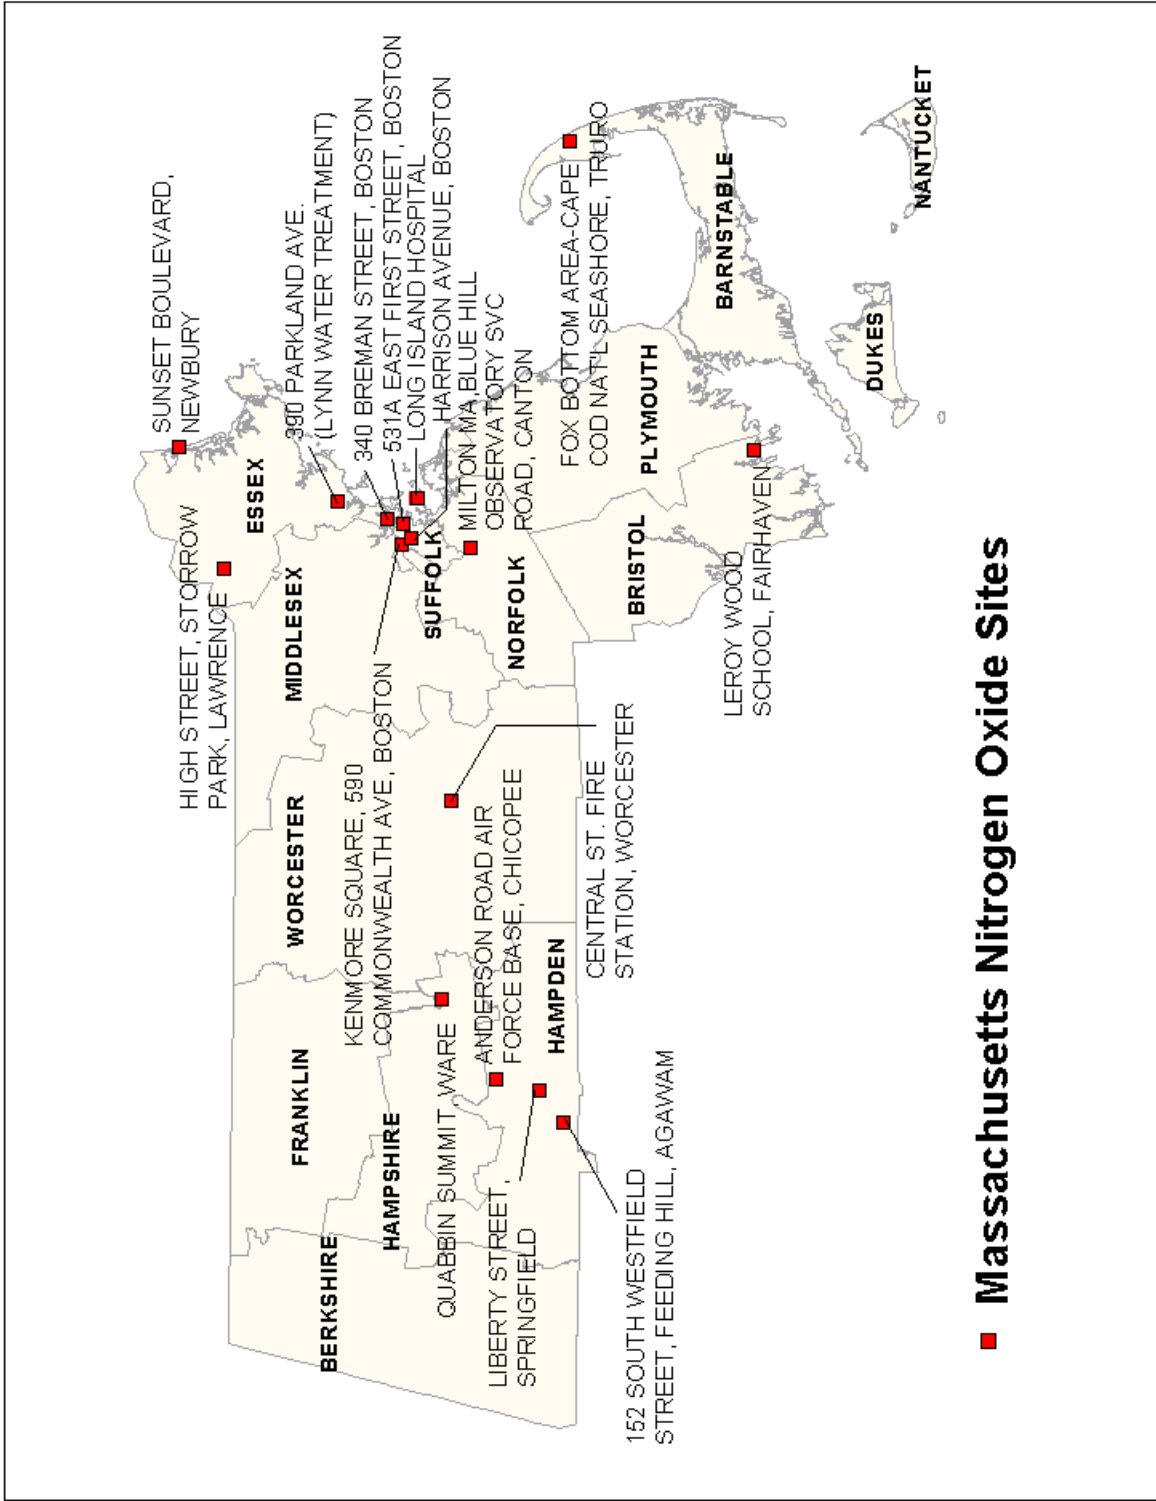 SUNSET BOULEVARD,
NEWBURY
HIGH STREET, STORROW
PARK, LAWRENCE
ESSEX
390 PARKLAND AVE.
(LYNN WATER TREATMENT)
340 BREMAN STREET, BOSTON
531A EAST FIRST STREET, BOSTON
LONG ISLAND HOSPITAL
HARRISON AVENUE, BOSTON
MILTON MA,BLUE HILL
OBSERVATORY SVC
ROAD, CANTON
MIDDLESEX
SUFFOLK
NORFOLK
WORCESTER
KENMORE SQUARE, 590
COMMONWEALTH AVE, BOSTON
FRANKLIN
BERKSHIRE
HAMPSHIRE
QUABBIN SUMMIT, WARE
ANDERSON ROAD AIR
FORCE BASE, CHICOPEE
LIBERTY STREET,
SPRINGFIELD
HAMPDEN
CENTRAL ST. FIRE
STATION, WORCESTER
152 SOUTH WESTFIELD
STREET, FEEDING HILL, AGAWAM
FOX BOTTOM AREA-CAPE
COD NAT'L SEASHORE, TRURO
PLYMOUTH
BRISTOL
BARNSTABLE
LEROY WOOD
SCHOOL, FAIRHAVEN
DUKES
NANTUCKET
Massachusetts Nitrogen Oxide Sites